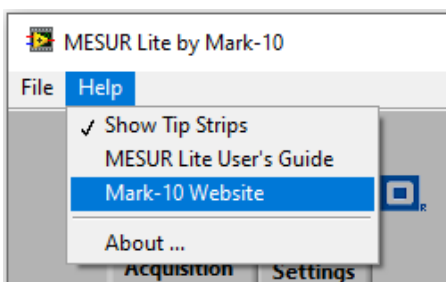 MESUR Lite by Mark-10
File Help
✓ Show Tip Strips
MESUR Lite User's Guide
Mark-10 Website
About ...
Acquisition Settings